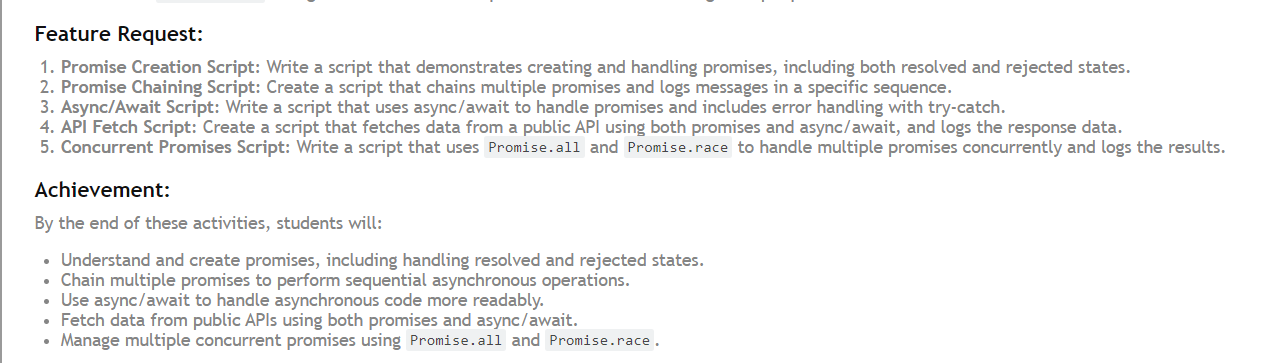 Feature Request:
1. Promise Creation Script: Write a script that demonstrates creating and handling promises, including both resolved and rejected states.
2. Promise Chaining Script: Create a script that chains multiple promises and logs messages in a specific sequence.
3. Async/Await Script: Write a script that uses async/await to handle promises and includes error handling with try-catch.
4. API Fetch Script: Create a script that fetches data from a public API using both promises and async/await, and logs the response data.
5. Concurrent Promises Script: Write a script that uses Promise.all and Promise.race to handle multiple promises concurrently and logs the results.
Achievement:
By the end of these activities, students will:
• Understand and create promises, including handling resolved and rejected states.
• Chain multiple promises to perform sequential asynchronous operations.
• Use async/await to handle asynchronous code more readably.
• Fetch data from public APIs using both promises and async/await.
• Manage multiple concurrent promises using Promise.all and Promise.race.